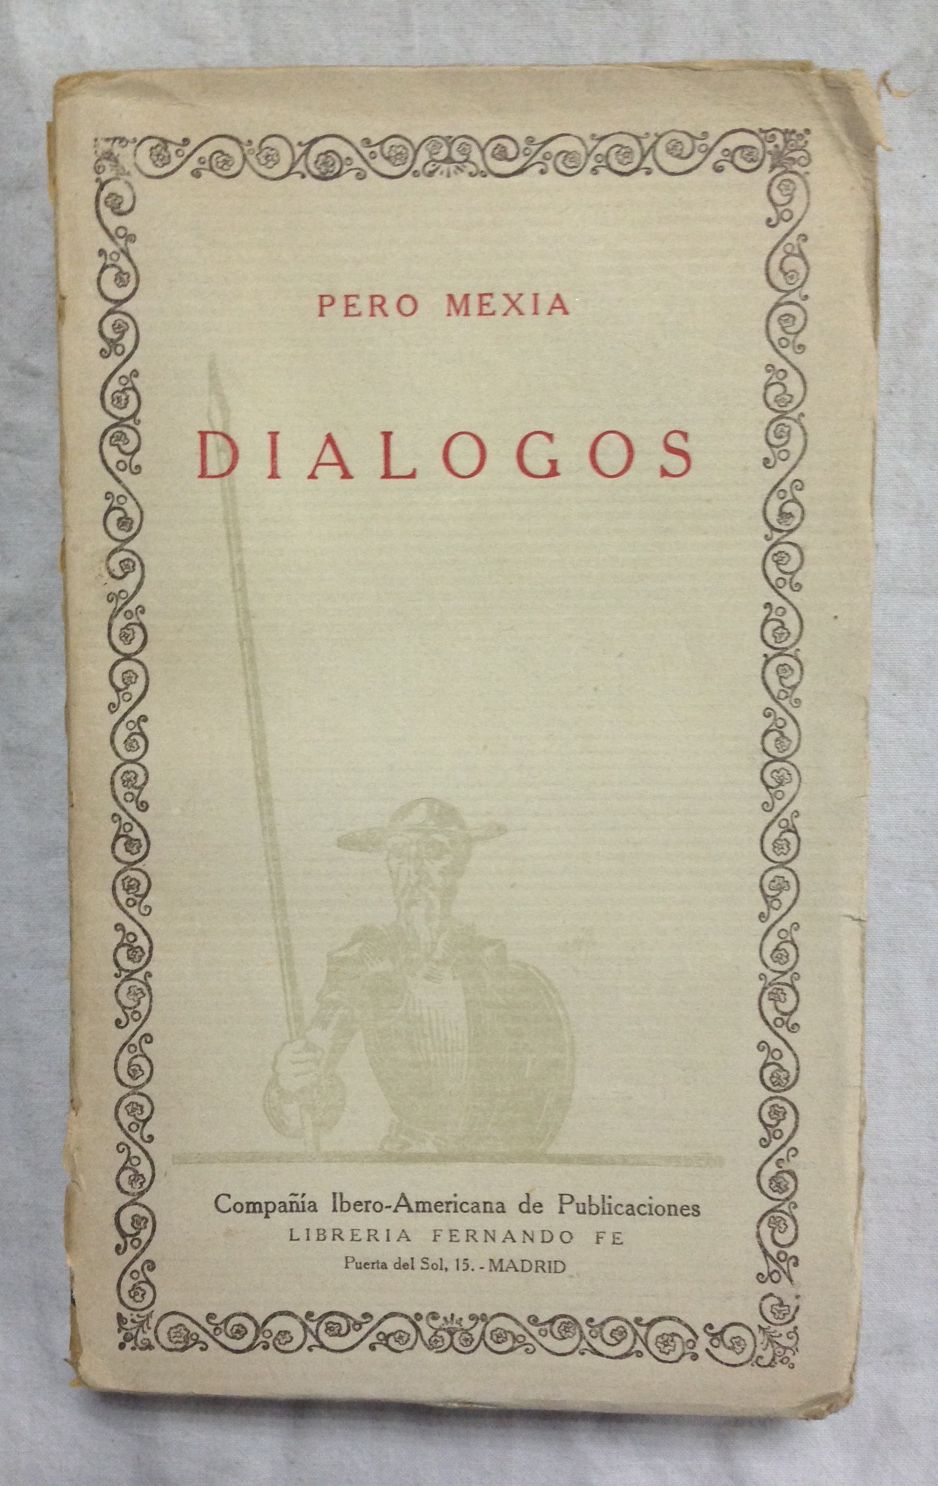 PERO MEXIA
DIALOGOS
Compañía Ibero-Americana de Publicaciones
LIBRERIA FERNANDO FE
Puerta del Sol, 15. - MADRID